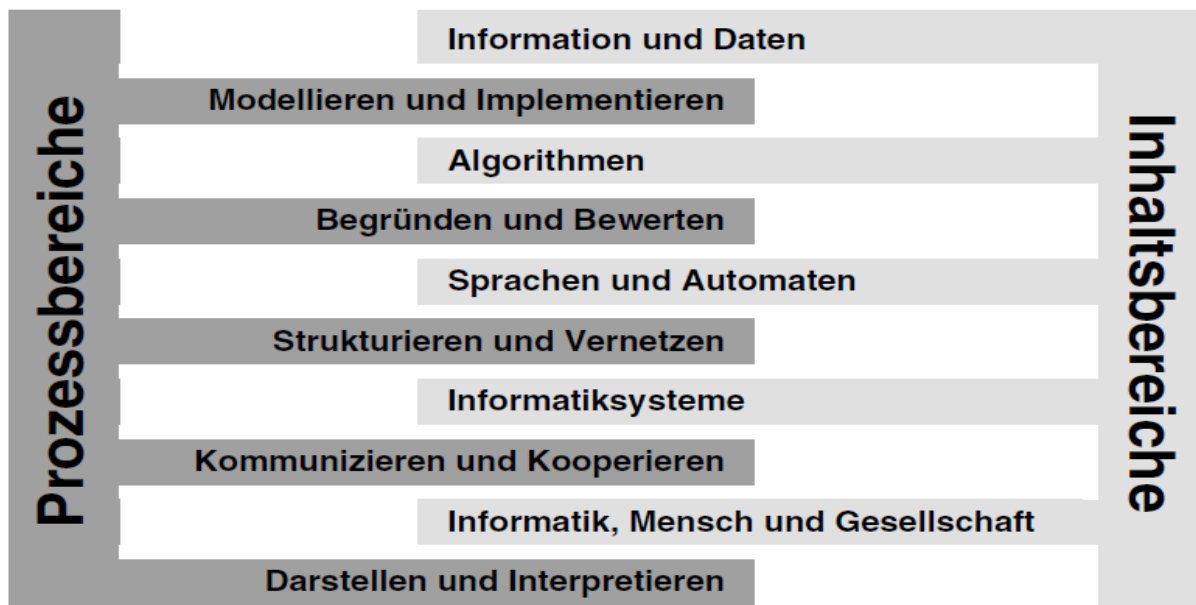 Prozessbereiche
Information und Daten
Modellieren und Implementieren
Algorithmen
Begründen und Bewerten
Sprachen und Automaten
Strukturieren und Vernetzen
Informatiksysteme
Kommunizieren und Kooperieren
Informatik, Mensch und Gesellschaft
Darstellen und Interpretieren
Inhaltsbereiche